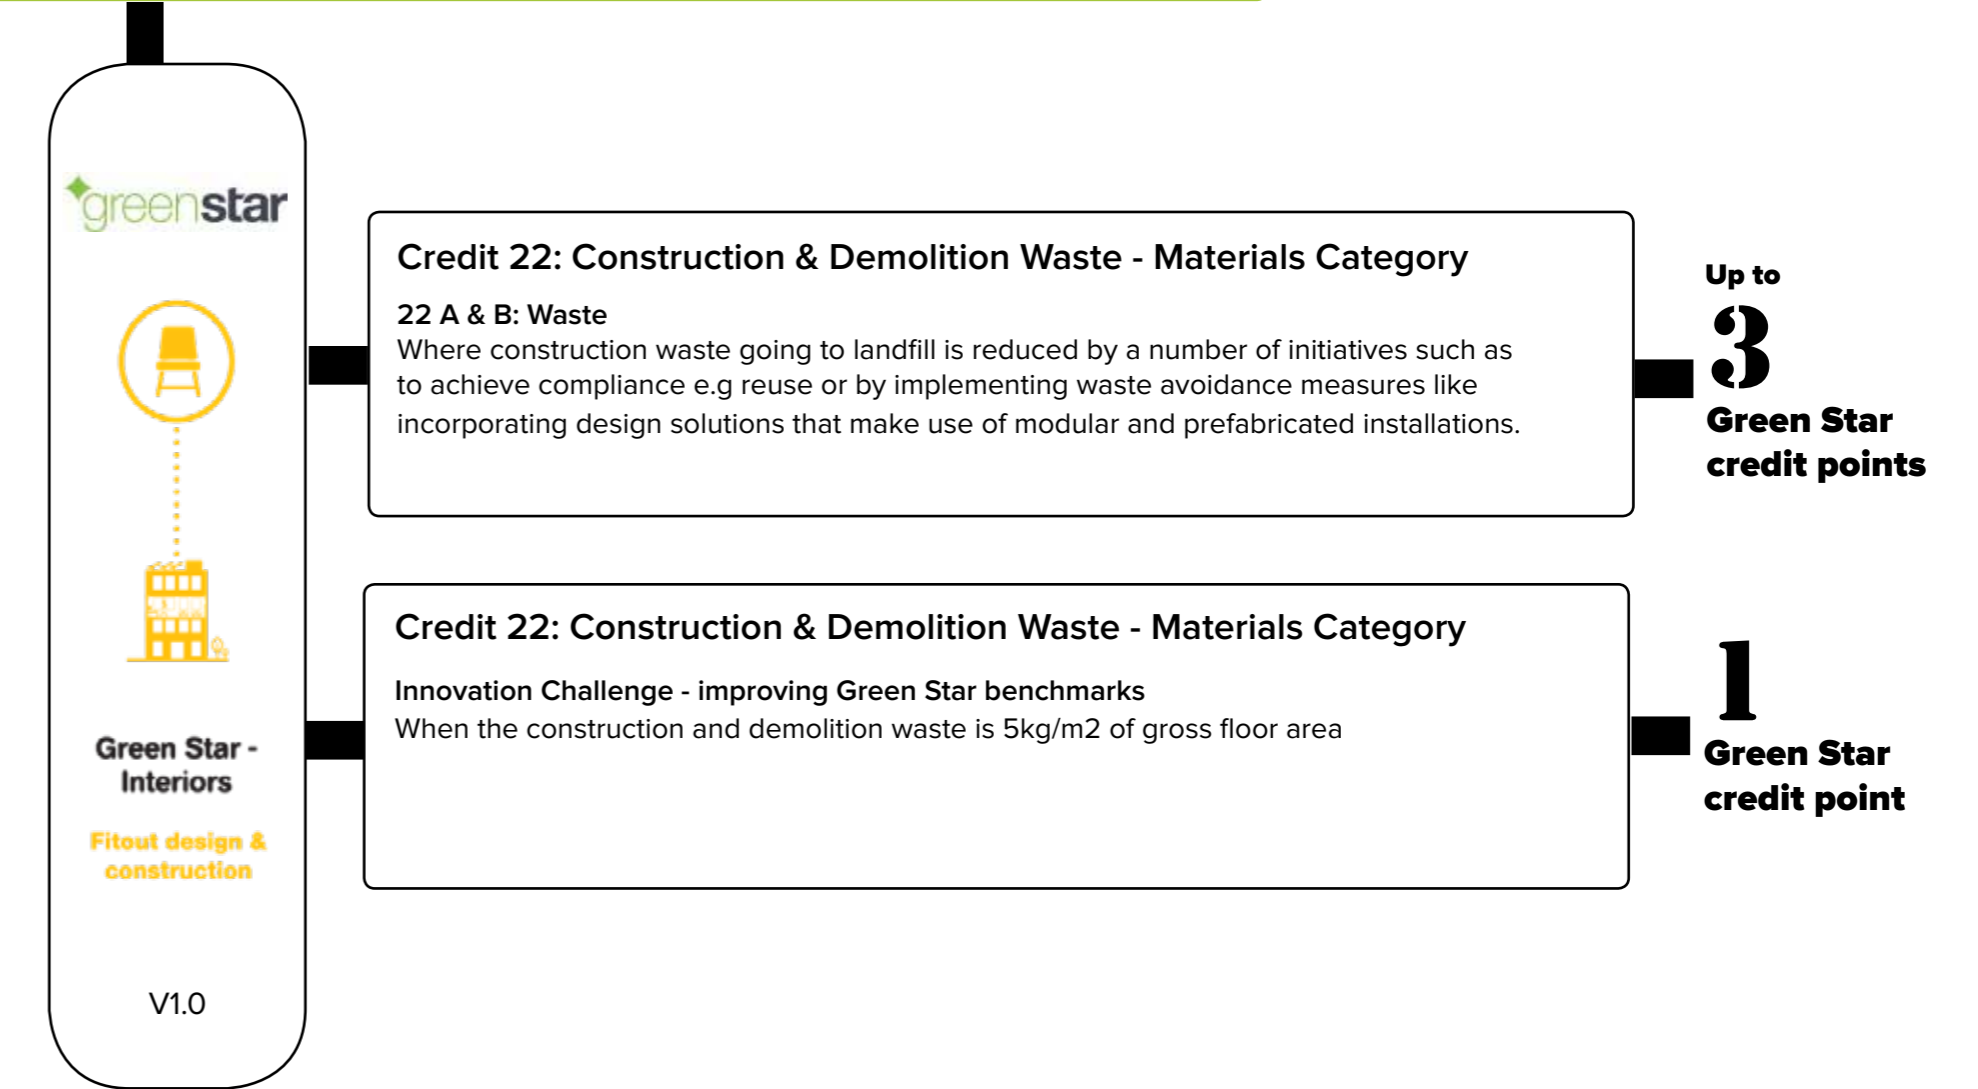 greenstar
Green Star -
Interiors
Fitout design &
construction
V1.0
Credit 22: Construction & Demolition Waste - Materials Category
22 A & B: Waste
Where construction waste going to landfill is reduced by a number of initiatives such as
to achieve compliance e.g reuse or by implementing waste avoidance measures like
incorporating design solutions that make use of modular and prefabricated installations.
Up to
3
Green Star
credit points
Credit 22: Construction & Demolition Waste - Materials Category
Innovation Challenge - improving Green Star benchmarks
When the construction and demolition waste is 5kg/m2 of gross floor area
1
Green Star
credit point